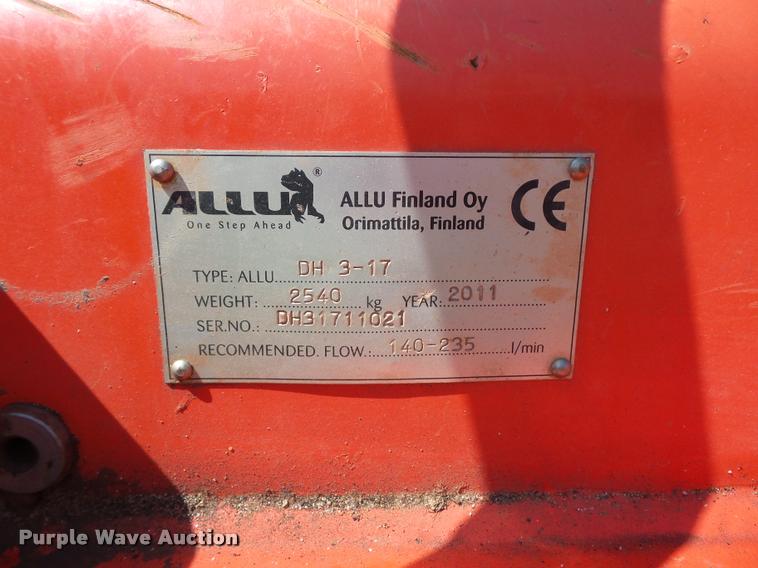 ALLU ®
One Step Ahead
ALLU Finland Oy
Orimattila, Finland
CE
TYPE: ALLU DH 3-17
WEIGHT: 2540 kg YEAR: 2011
SER.NO.: DH31711021
RECOMMENDED. FLOW.: 140-235 l/min
Purple Wave Auction